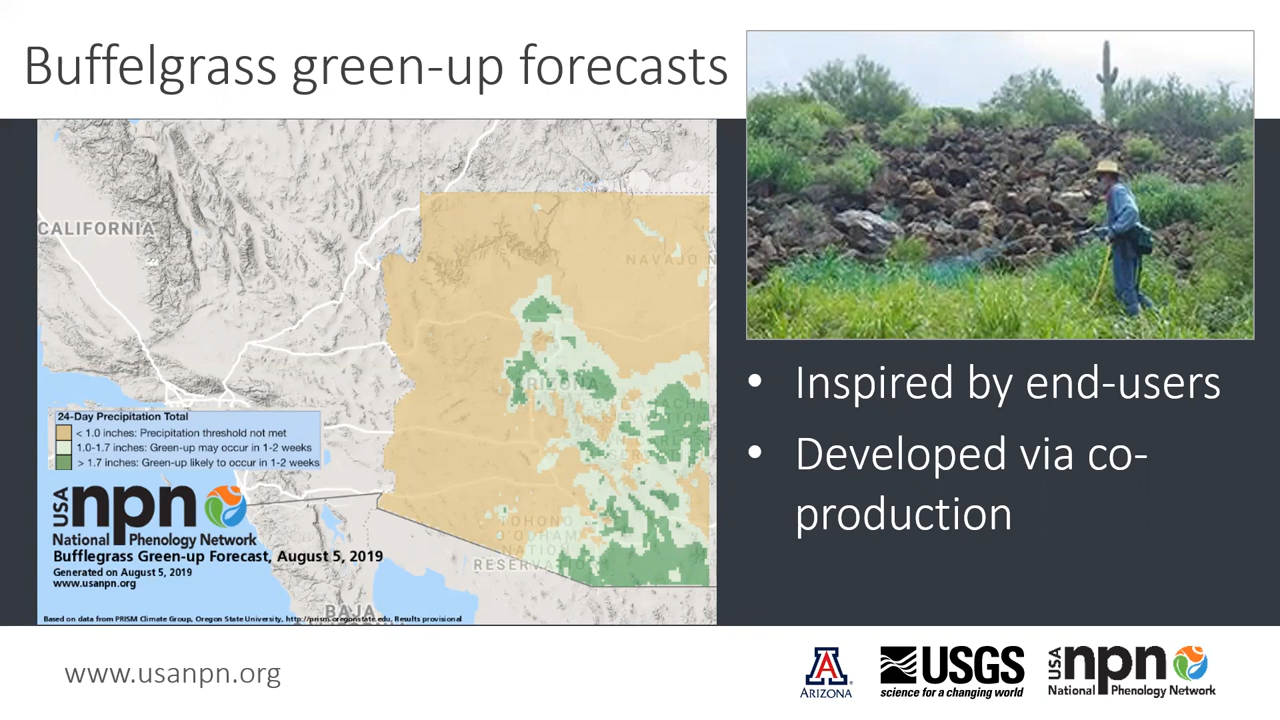 Buffelgrass green-up forecasts
CALIFORNIA
NAVAJO N
RIZONA
24-Day Precipitation Total
< 1.0 inches: Precipitation threshold not met
1.0-1.7 inches: Green-up may occur in 1-2 weeks
> 1.7 inches: Green-up likely to occur in 1-2 weeks
TOHONO
O'ODHAM
NATION
RESERVATION
USA npn
National Phenology Network
Bufflegrass Green-up Forecast, August 5, 2019
Generated on August 5, 2019
www.usanpn.org
BAJA
Based on data from PRISM Climate Group, Oregon State University, http://prism.oregonstate.edu. Results provisional
• Inspired by end-users
• Developed via co-
production
www.usanpn.org
A
ARIZONA
USGS
science for a changing world
USA npn
National Phenology Network